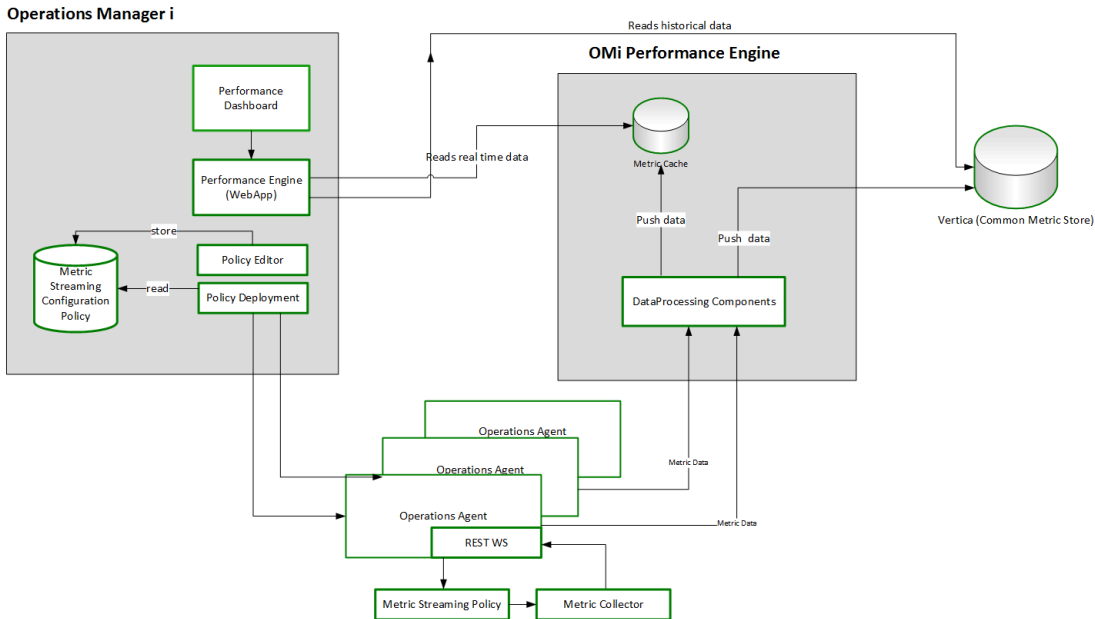 Operations Manager i
Reads historical data
OMi Performance Engine
Performance
Dashboard
Reads real time data
Metric Cache
Performance Engine
(WebApp)
Vertica (Common Metric Store)
store
Push data
Push  data
Policy Editor
Metric
Streaming
Configuration
Policy
read
Policy Deployment
DataProcessing Components
Operations Agent
Metric Data
Operations Agent
Operations Agent
Metric Data
REST WS
Metric Streaming Policy
Metric Collector